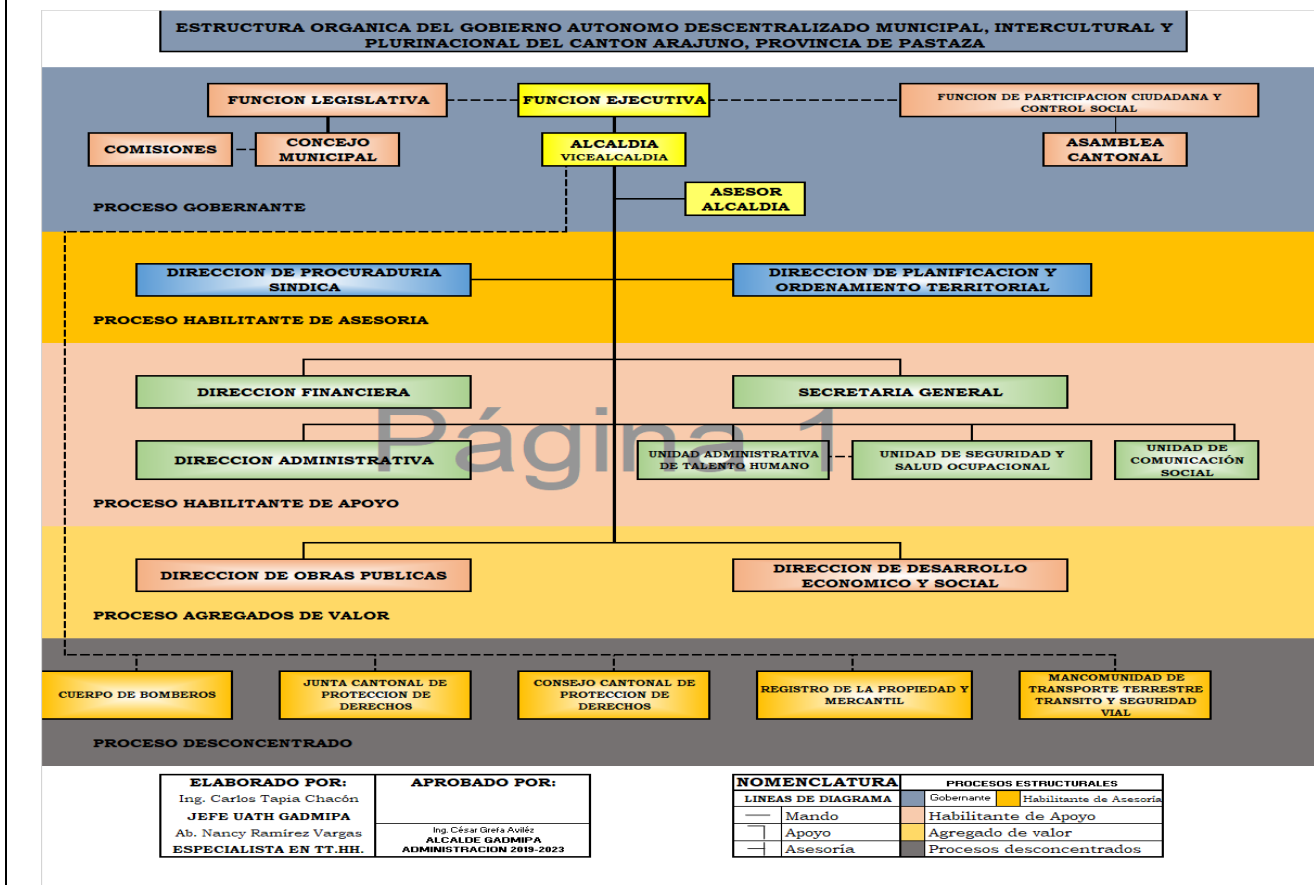 ESTRUCTURA ORGANICA DEL GOBIERNO AUTONOMO DESCENTRALIZADO MUNICIPAL, INTERCULTURAL Y
PLURINACIONAL DEL CANTON ARAJUNO, PROVINCIA DE PASTAZA
FUNCION LEGISLATIVA
FUNCION EJECUTIVA
FUNCION DE PARTICIPACION CIUDADANA Y
CONTROL SOCIAL
COMISIONES
CONCEJO
MUNICIPAL
ALCALDIA
VICEALCALDIA
ASAMBLEA
CANTONAL
ASESOR
ALCALDIA
PROCESO GOBERNANTE
DIRECCION DE PROCURADURIA
SINDICA
DIRECCION DE PLANIFICACION Y
ORDENAMIENTO TERRITORIAL
PROCESO HABILITANTE DE ASESORIA
DIRECCION FINANCIERA
SECRETARIA GENERAL
Página 1
DIRECCION ADMINISTRATIVA
UNIDAD ADMINISTRATIVA
DE TALENTO HUMANO
UNIDAD DE SEGURIDAD Y
SALUD OCUPACIONAL
UNIDAD DE
COMUNICACIÓN
SOCIAL
PROCESO HABILITANTE DE APOYO
DIRECCION DE OBRAS PUBLICAS
DIRECCION DE DESARROLLO
ECONOMICO Y SOCIAL
PROCESO AGREGADOS DE VALOR
CUERPO DE BOMBEROS
JUNTA CANTONAL DE
PROTECCION DE
DERECHOS
CONSEJO CANTONAL DE
PROTECCION DE
DERECHOS
REGISTRO DE LA PROPIEDAD Y
MERCANTIL
MANCOMUNIDAD DE
TRANSPORTE TERRESTRE
TRANSITO Y SEGURIDAD
VIAL
PROCESO DESCONCENTRADO
ELABORADO POR:
Ing. Carlos Tapia Chacón
JEFE UATH GADMIPA
Ab. Nancy Ramírez Vargas
ESPECIALISTA EN TT.HH.
APROBADO POR:
Ing. César Grefa Aviléz
ALCALDE GADMIPA
ADMINISTRACION 2019-2023
NOMENCLATURA
PROCESOS ESTRUCTURALES
LINEAS DE DIAGRAMA
Gobernante
Habilitante de Asesoría
Mando
Habilitante de Apoyo
Apoyo
Agregado de valor
Asesoría
Procesos desconcentrados